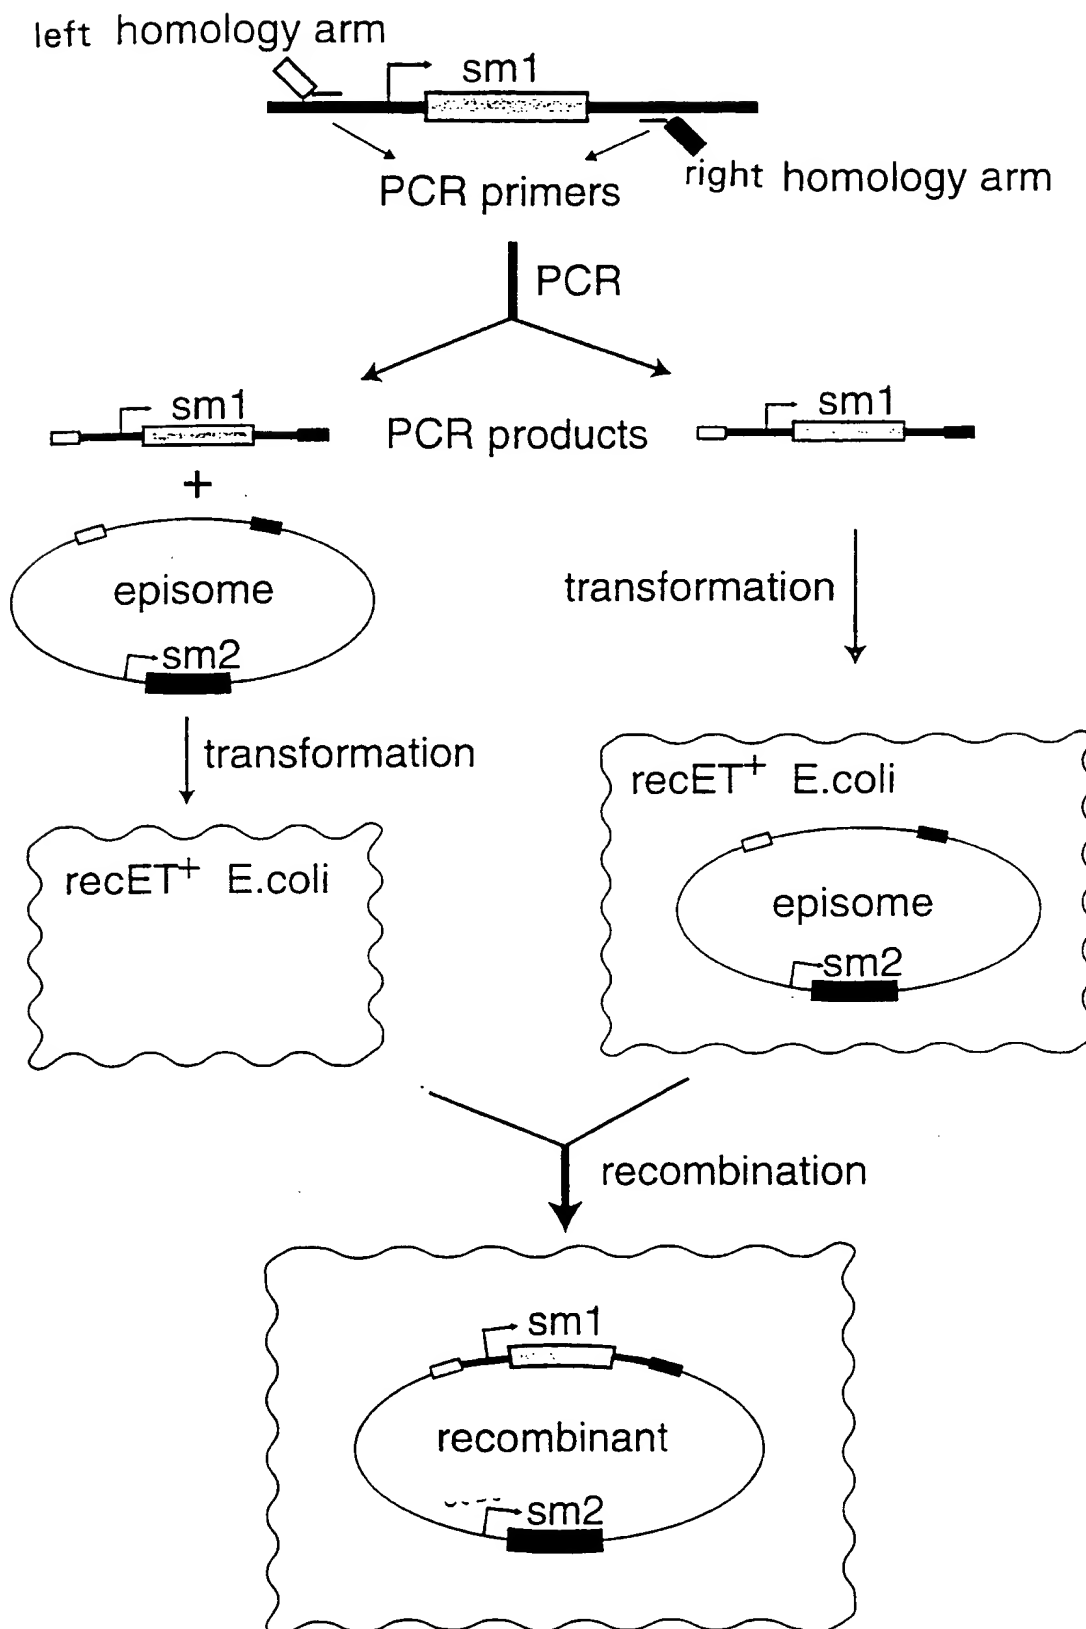 left homology arm
sm1
PCR primers
right homology arm
PCR
sm1
PCR products
sm1
+
episome
sm2
transformation
transformation
recET+ E.coli
recET+ E.coli
episome
sm2
recombination
sm1
recombinant
sm2